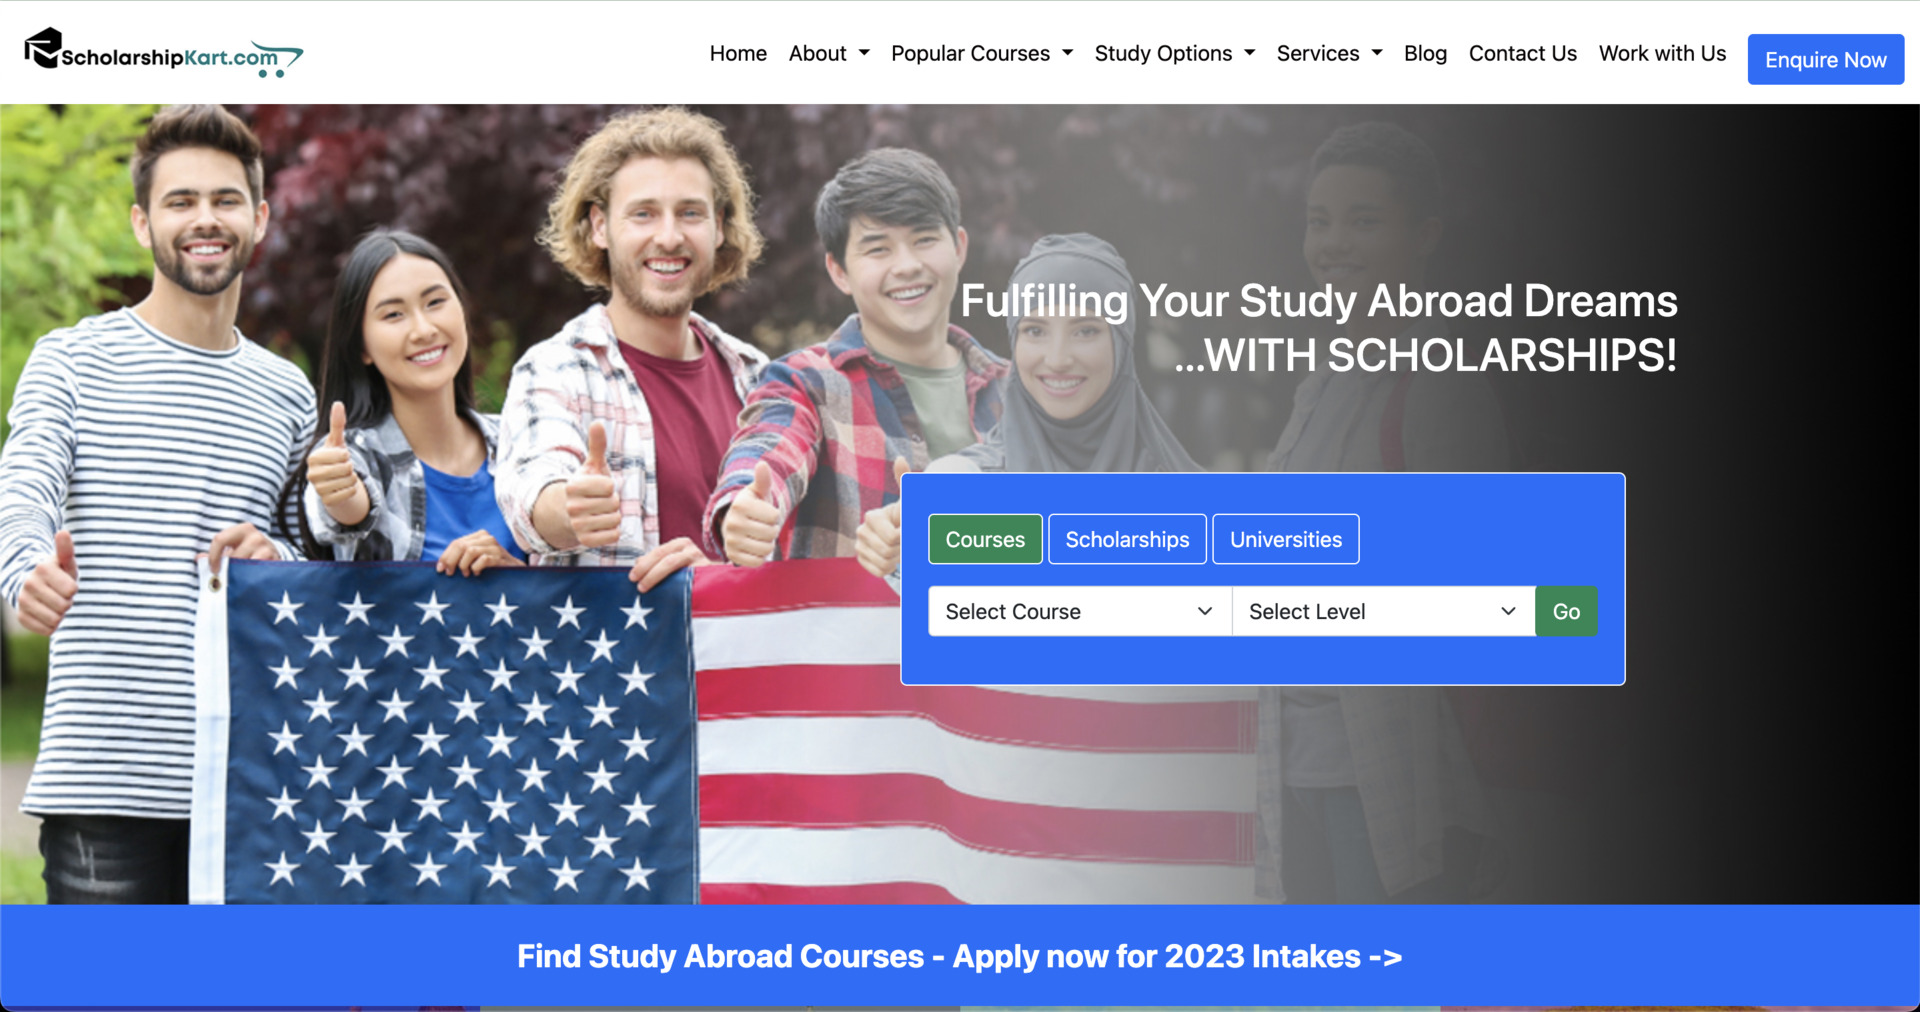 ScholarshipKart.com
Home About Popular Courses Study Options Services Blog Contact Us Work with Us Enquire Now
Fulfilling Your Study Abroad Dreams
...WITH SCHOLARSHIPS!
Courses Scholarships Universities
Select Course Select Level Go
Find Study Abroad Courses - Apply now for 2023 Intakes ->